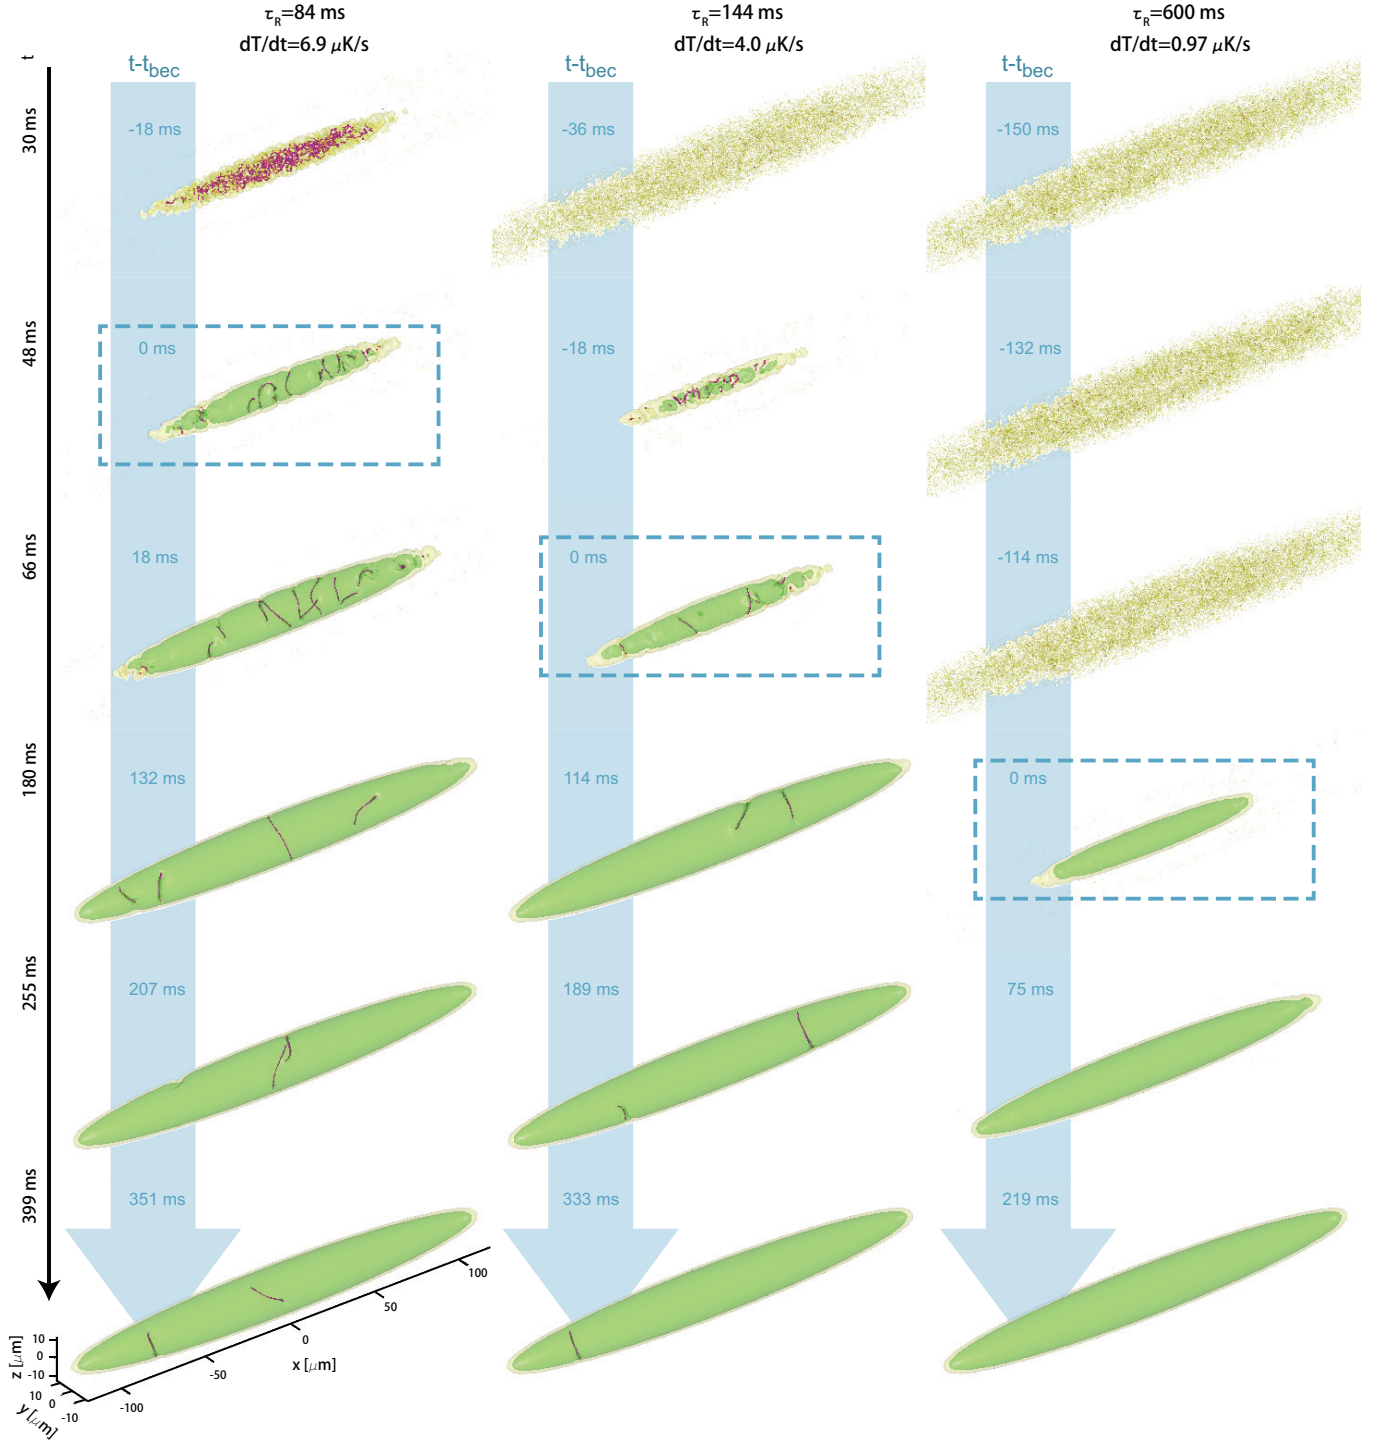 τR=84 ms
dT/dt=6.9 μK/s
τR=144 ms
dT/dt=4.0 μK/s
τR=600 ms
dT/dt=0.97 μK/s
t
t-tbec
t-tbec
t-tbec
30 ms
-18 ms
-36 ms
-150 ms
48 ms
0 ms
-18 ms
-132 ms
66 ms
18 ms
0 ms
-114 ms
180 ms
132 ms
114 ms
0 ms
255 ms
207 ms
189 ms
75 ms
399 ms
351 ms
333 ms
219 ms
100
50
0
-50
-100
x [μm]
10
0
-10
z [μm]
10
0
-10
y [μm]